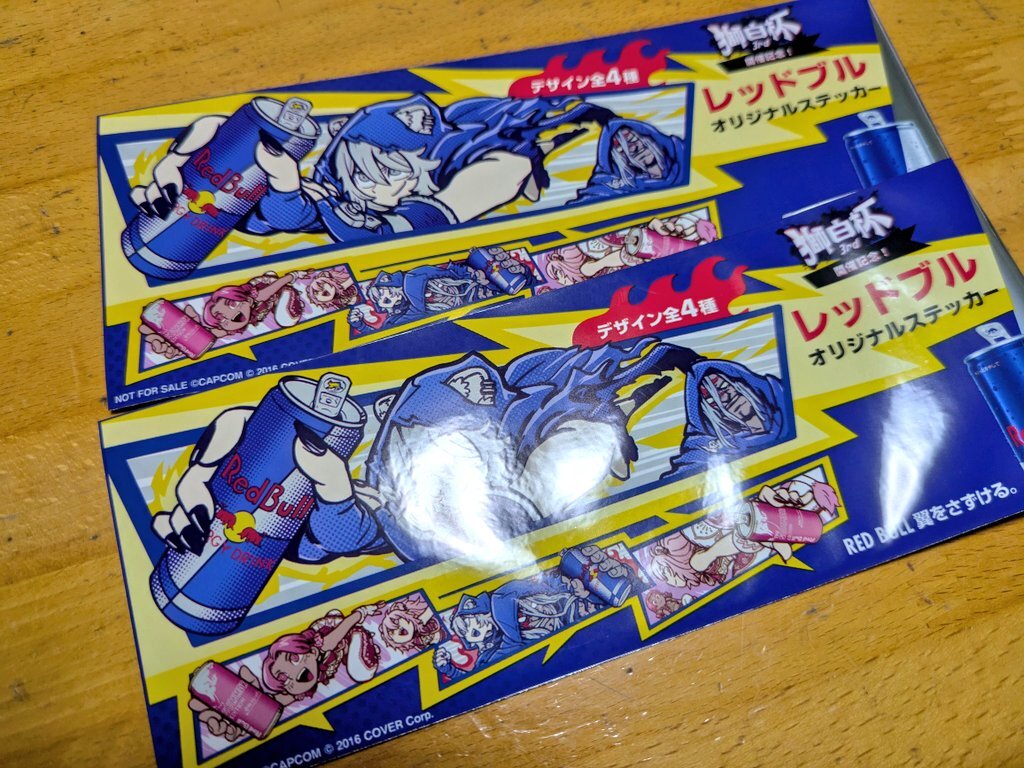 獅白杯
3rd
開催記念!
レッドブル
オリジナルステッカー
デザイン全4種
Red Bull
DRINK
NOT FOR SALE ©CAPCOM © 2016 COVER
獅白杯
3rd
開催記念!
レッドブル
オリジナルステッカー
デザイン全4種
Red Bull
RED BULL 翼をさずける。
©CAPCOM © 2016 COVER Corp.